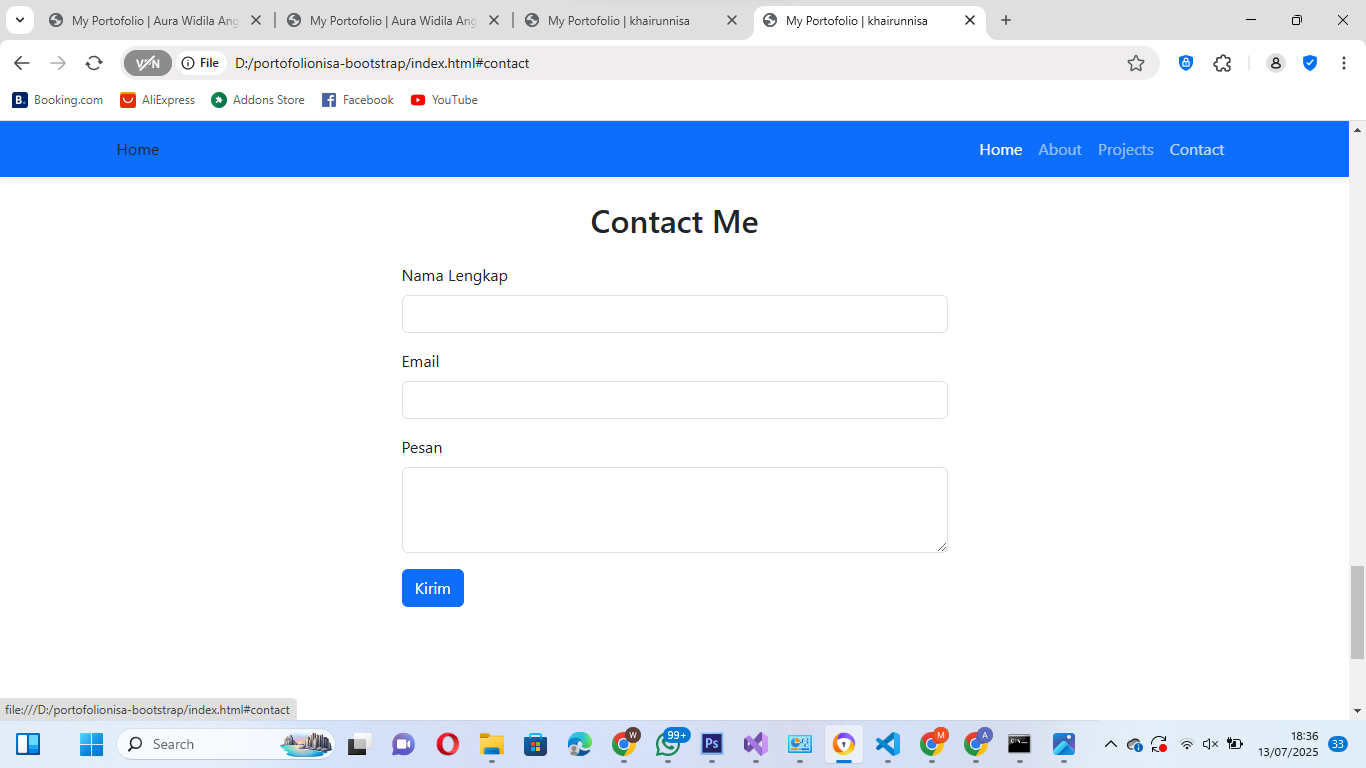 My Portofolio | Aura Widila Ang
My Portofolio | Aura Widila Ang
My Portofolio | khairunnisa
My Portofolio | khairunnisa
VPN File D:/portofolionisa-bootstrap/index.html#contact
B. Booking.com AliExpress Addons Store Facebook YouTube
Home Home About Projects Contact
Contact Me
Nama Lengkap
Email
Pesan
Kirim
file:///D:/portofolionisa-bootstrap/index.html#contact
Search W 99+ Ps M A 18:36
13/07/2025 33